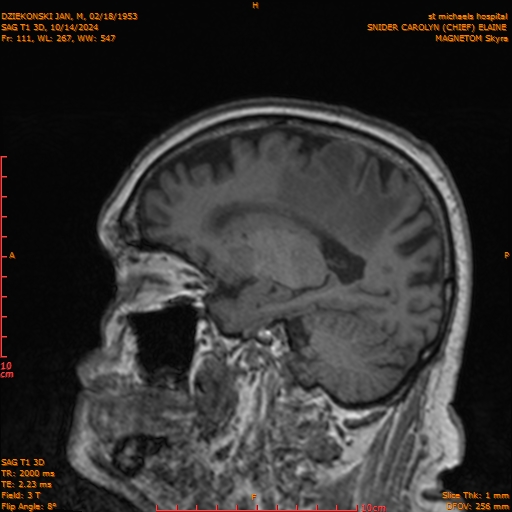 H
DZIEKONSKI JAN, M, 02/18/1953
SAG T1 3D, 10/14/2024
Fr: 111, WL: 267, WW: 547
st michaels hospital
SNIDER CAROLYN (CHIEF) ELAINE
MAGNETOM Skyra
A
P
10
cm
SAG T1 3D
TR: 2000 ms
TE: 2.23 ms
Field: 3 T
Flip Angle: 8°
F
10cm
Slice Thk: 1 mm
DFOV: 256 mm